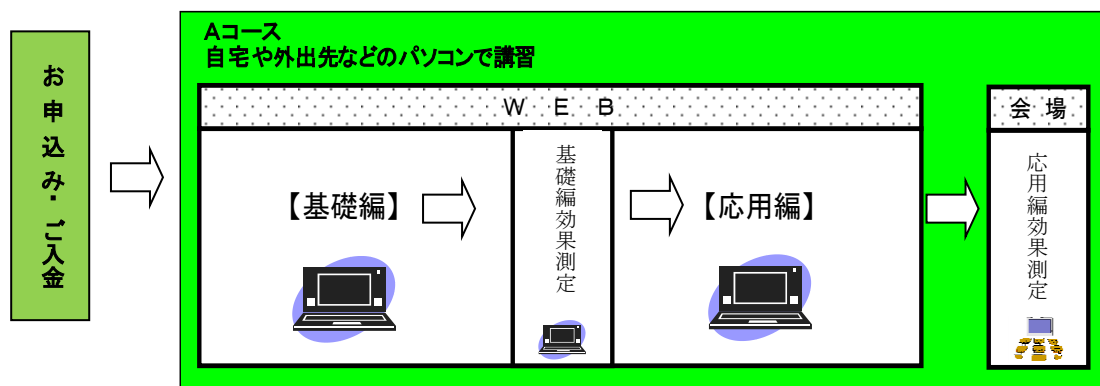 お申込み・ご入金
Aコース
自宅や外出先などのパソコンで講習
WEB
【基礎編】
基礎編効果測定
【応用編】
会場
応用編効果測定